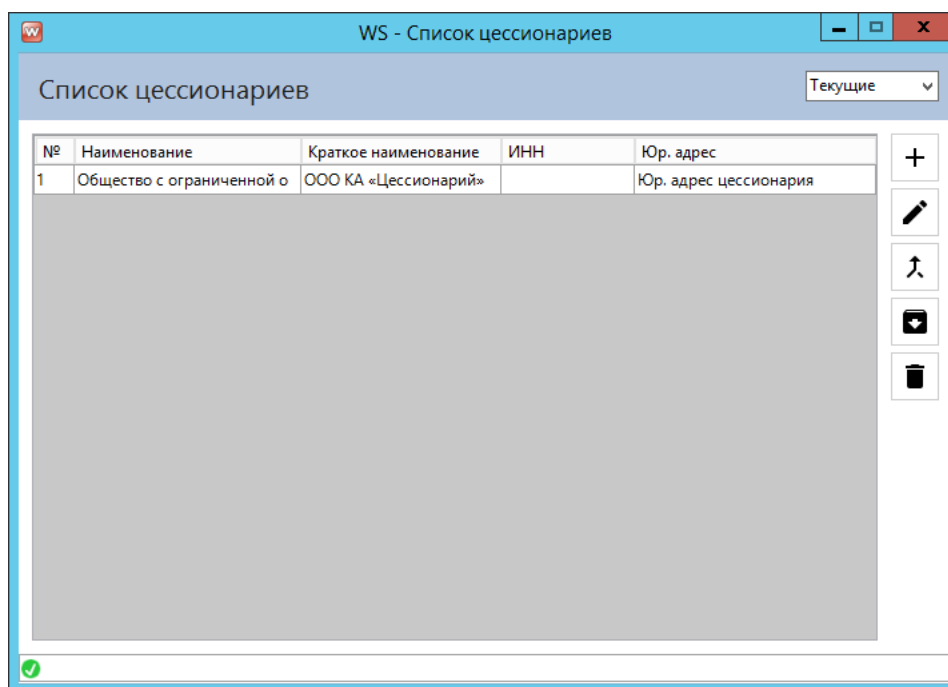 WS - Список цессионариев
Список цессионариев
Текущие
№ Наименование Краткое наименование ИНН Юр. адрес
1 Общество с ограниченной о ООО КА «Цессионарий» Юр. адрес цессионария